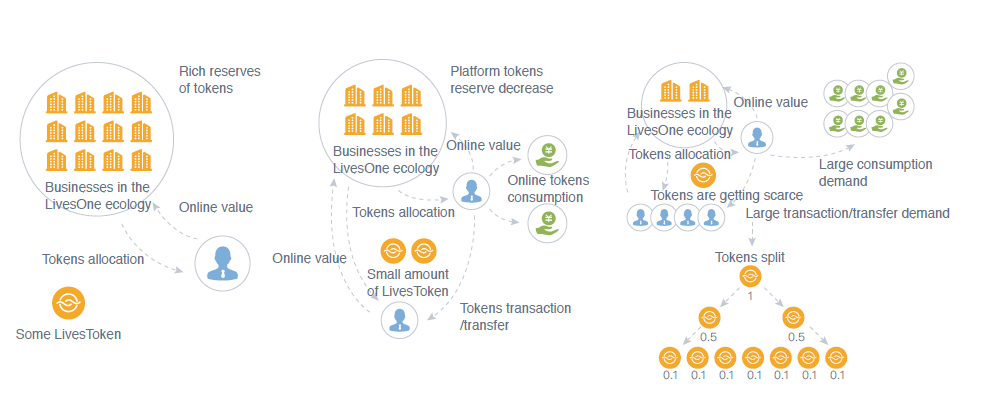 Rich reserves
of tokens
Businesses in the
LivesOne ecology
Online value
Tokens allocation
Some LivesToken
Platform tokens
reserve decrease
Businesses in the
LivesOne ecology
Online value
Online tokens
consumption
Tokens allocation
Online value
Small amount
of LivesToken
Tokens transaction
/transfer
Businesses in the
LivesOne ecology
Online value
Tokens allocation
Large consumption
demand
Tokens are getting scarce
Large transaction/transfer demand
Tokens split
1
0.5 0.5
0.1 0.1 0.1 0.1 0.1 0.1 0.1